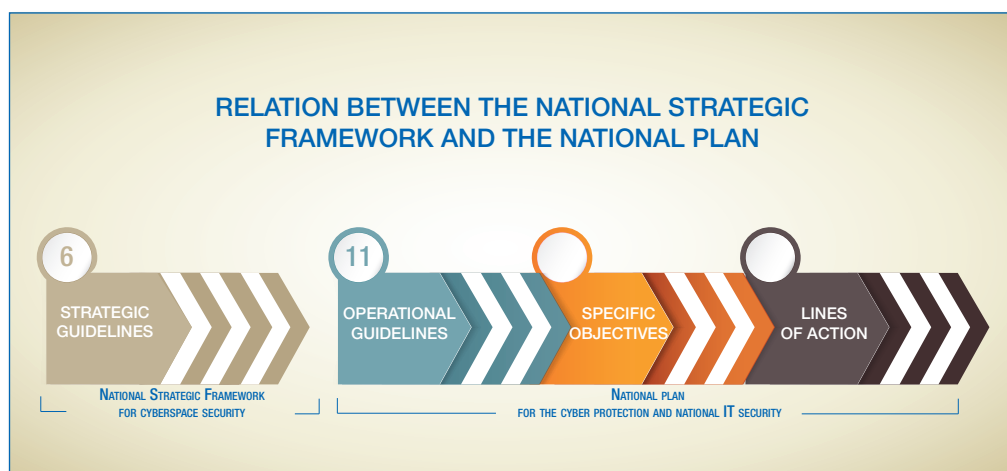 RELATION BETWEEN THE NATIONAL STRATEGIC
FRAMEWORK AND THE NATIONAL PLAN
6
STRATEGIC
GUIDELINES
11
OPERATIONAL
GUIDELINES
SPECIFIC
OBJECTIVES
LINES
OF ACTION
NATIONAL STRATEGIC FRAMEWORK
FOR CYBERSPACE SECURITY
NATIONAL PLAN
FOR THE CYBER PROTECTION AND NATIONAL IT SECURITY